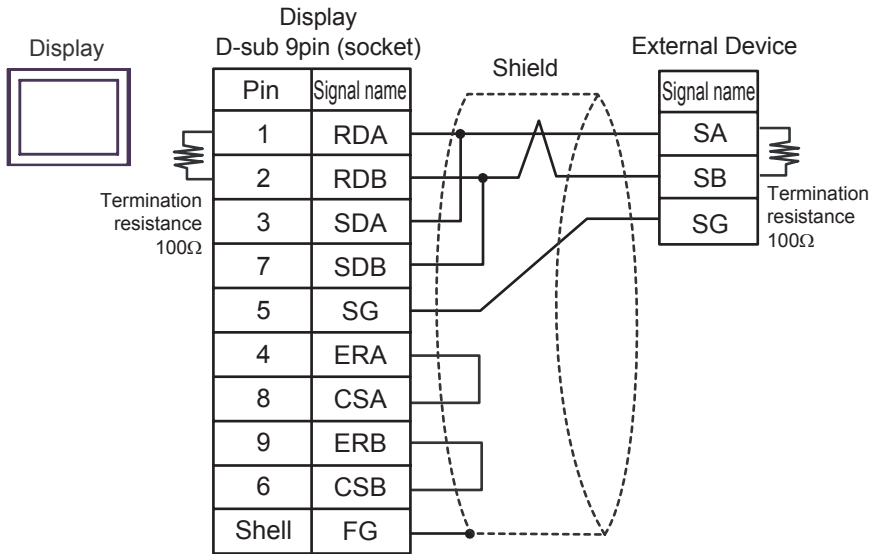 Display
Display
D-sub 9pin (socket)
Shield
External Device
Pin Signal name
1 RDA
2 RDB
3 SDA
7 SDB
5 SG
4 ERA
8 CSA
9 ERB
6 CSB
Shell FG
Termination
resistance
100Ω
Signal name
SA
SB
SG
Termination
resistance
100Ω